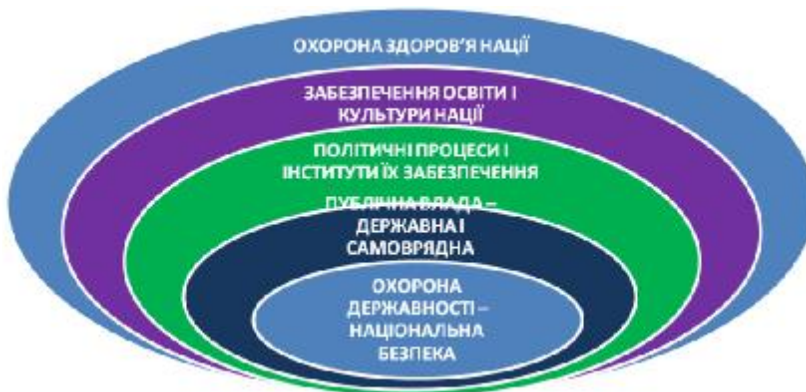 ОХОРОНА ЗДОРОВ'Я НАЦІЇ
ЗАБЕЗПЕЧЕННЯ ОСВІТИ І
КУЛЬТУРИ НАЦІЇ
ПОЛІТИЧНІ ПРОЦЕСИ І
ІНСТИТУТИ ЇХ ЗАБЕЗПЕЧЕННЯ
ПУБЛІЧНА ВЛАДА –
ДЕРЖАВНА І
САМОВРЯДНА
ОХОРОНА
ДЕРЖАВНОСТІ –
НАЦІОНАЛЬНА
БЕЗПЕКА